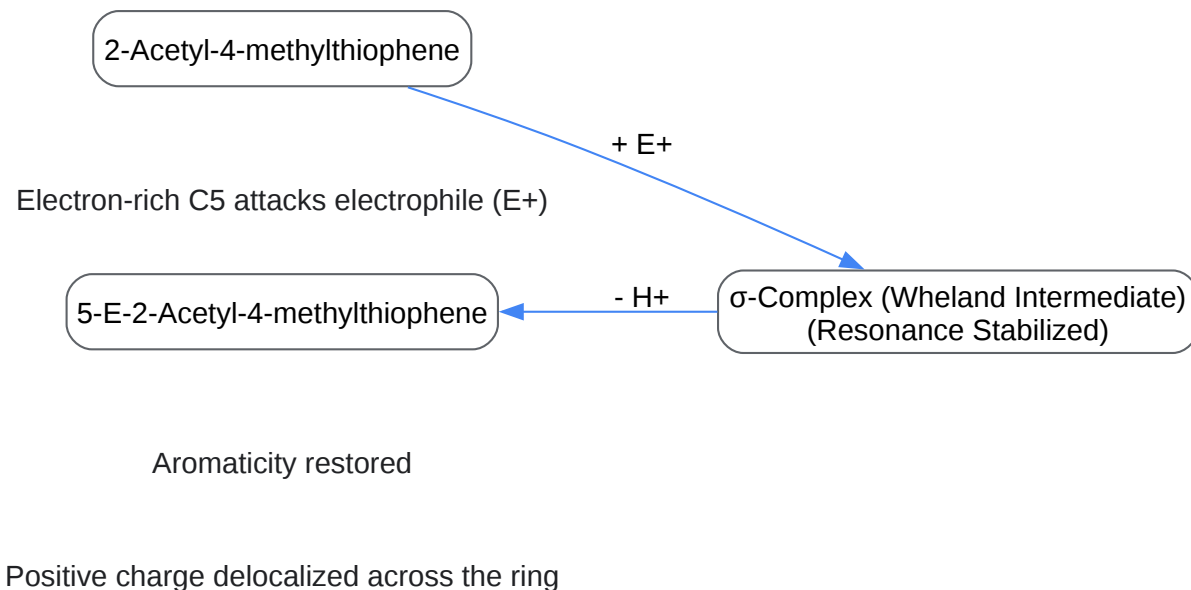 2-Acetyl-4-methylthiophene
+ E+
Electron-rich C5 attacks electrophile (E+)
5-E-2-Acetyl-4-methylthiophene
- H+
σ-Complex (Wheland Intermediate)
(Resonance Stabilized)
Aromaticity restored
Positive charge delocalized across the ring